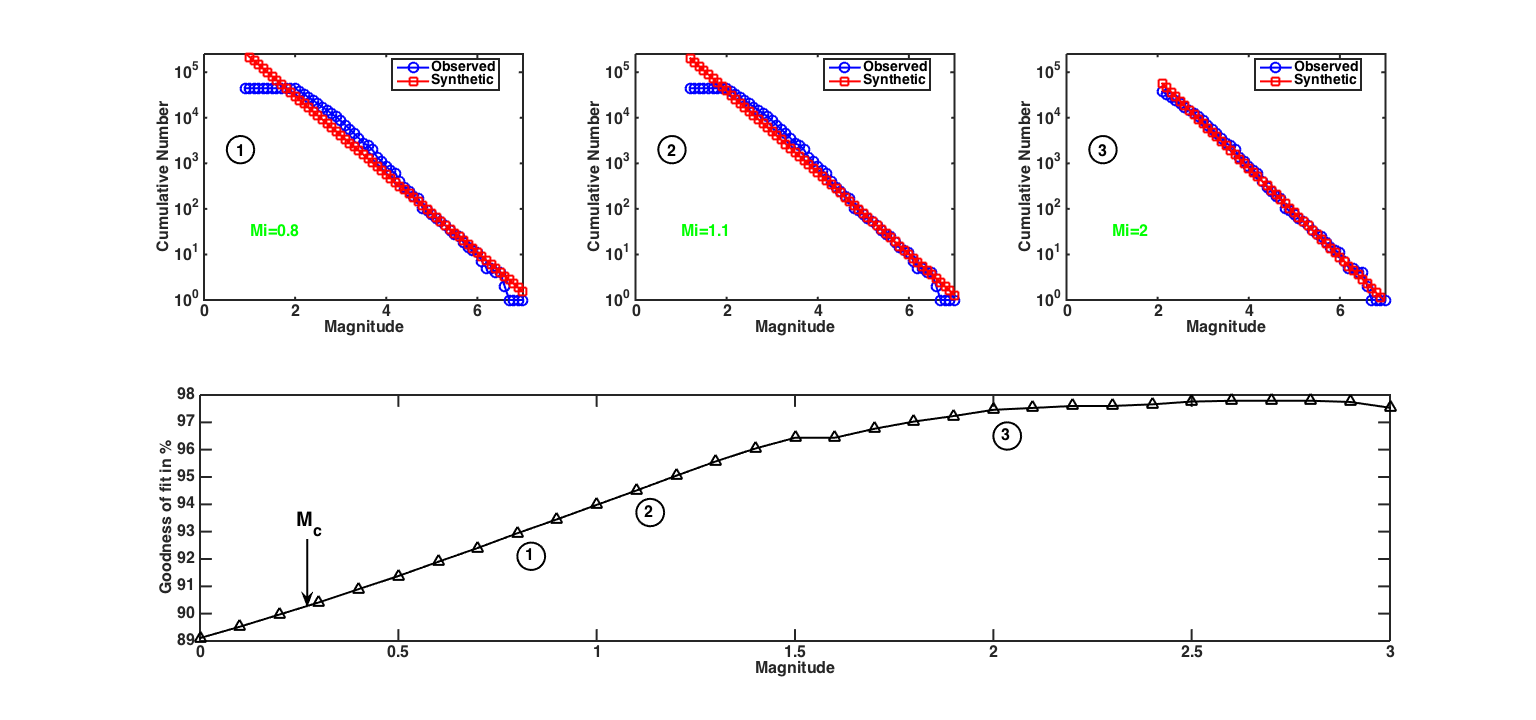 Observed
Synthetic
Cumulative Number
10^5
10^4
10^3
10^2
10^1
10^0
1
Mi=0.8
0 2 4 6
Magnitude
Observed
Synthetic
Cumulative Number
10^5
10^4
10^3
10^2
10^1
10^0
2
Mi=1.1
0 2 4 6
Magnitude
Observed
Synthetic
Cumulative Number
10^5
10^4
10^3
10^2
10^1
10^0
3
Mi=2
0 2 4 6
Magnitude
Goodness of fit in %
98
97
96
95
94
93
92
91
90
89
M_c
1
2
3
0 0.5 1 1.5 2 2.5 3
Magnitude